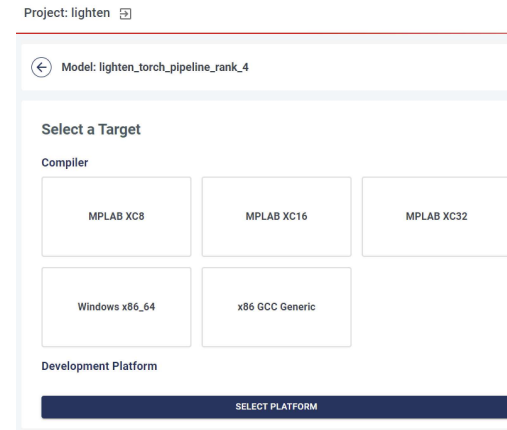 Project: lighten
Model: lighten_torch_pipeline_rank_4
Select a Target
Compiler
MPLAB XC8
MPLAB XC16
MPLAB XC32
Windows x86_64
x86 GCC Generic
Development Platform
SELECT PLATFORM